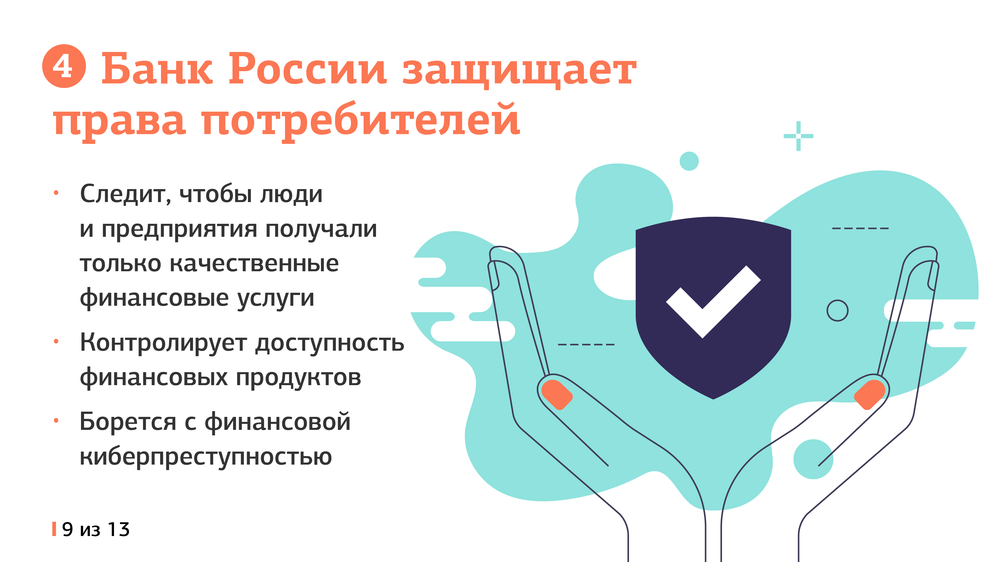 4 Банк России защищает
права потребителей
• Следит, чтобы люди
и предприятия получали
только качественные
финансовые услуги
• Контролирует доступность
финансовых продуктов
• Борется с финансовой
киберпреступностью
9 из 13